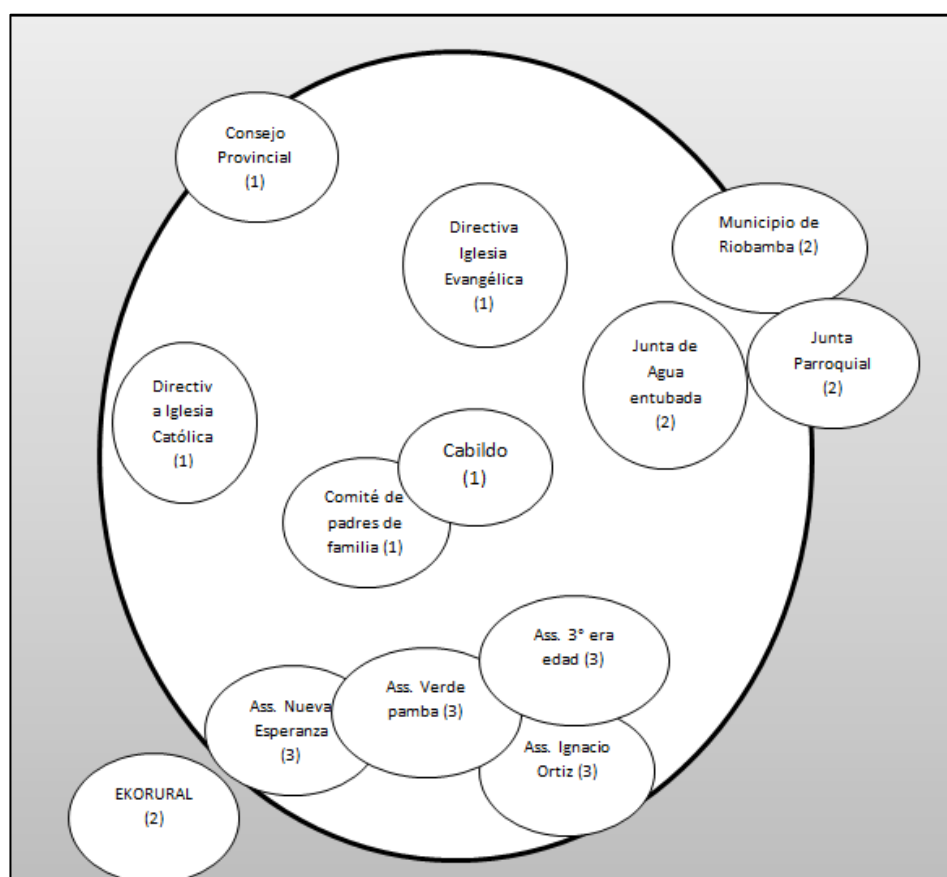 Consejo
Provincial
(1)
Directiva
Iglesia
Evangélica
(1)
Municipio de
Riobamba (2)
Junta de
Agua
entubada
(2)
Junta
Parroquial
(2)
Directiv
a Iglesia
Católica
(1)
Cabildo
(1)
Comité de
padres de
familia (1)
Ass. 3° era
edad (3)
Ass. Verde
pamba (3)
Ass. Nueva
Esperanza
(3)
Ass. Ignacio
Ortiz (3)
EKORURAL
(2)